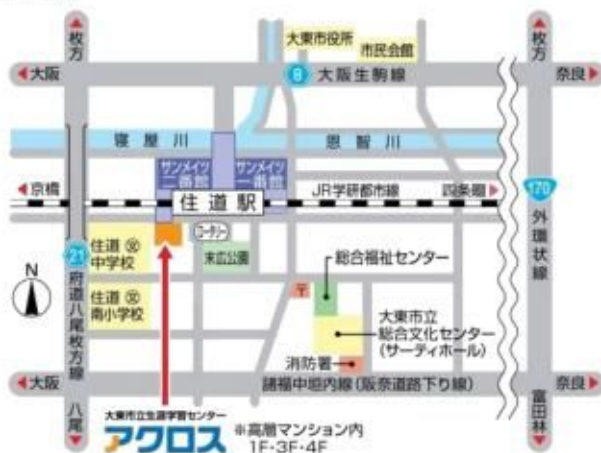 枚方
枚方
大東市役所
市民会館
大阪
8
大阪生駒線
奈良
寝屋川
恩智川
サンメイツ
二番館
サンメイツ
一番館
京橋
JR学研都市線
四条畷
住道駅
170
外環状線
ロータリー
住道 文
中学校
末広公園
総合福祉センター
21
府道八尾枚方線
N
〒
住道 文
南小学校
大東市立
総合文化センター
(サーティホール)
消防署
大阪
諸福中垣内線(阪奈道路下り線)
奈良
八尾
富田林
大東市立生涯学習センター
アクロス
※高層マンション内
1F・3F・4F